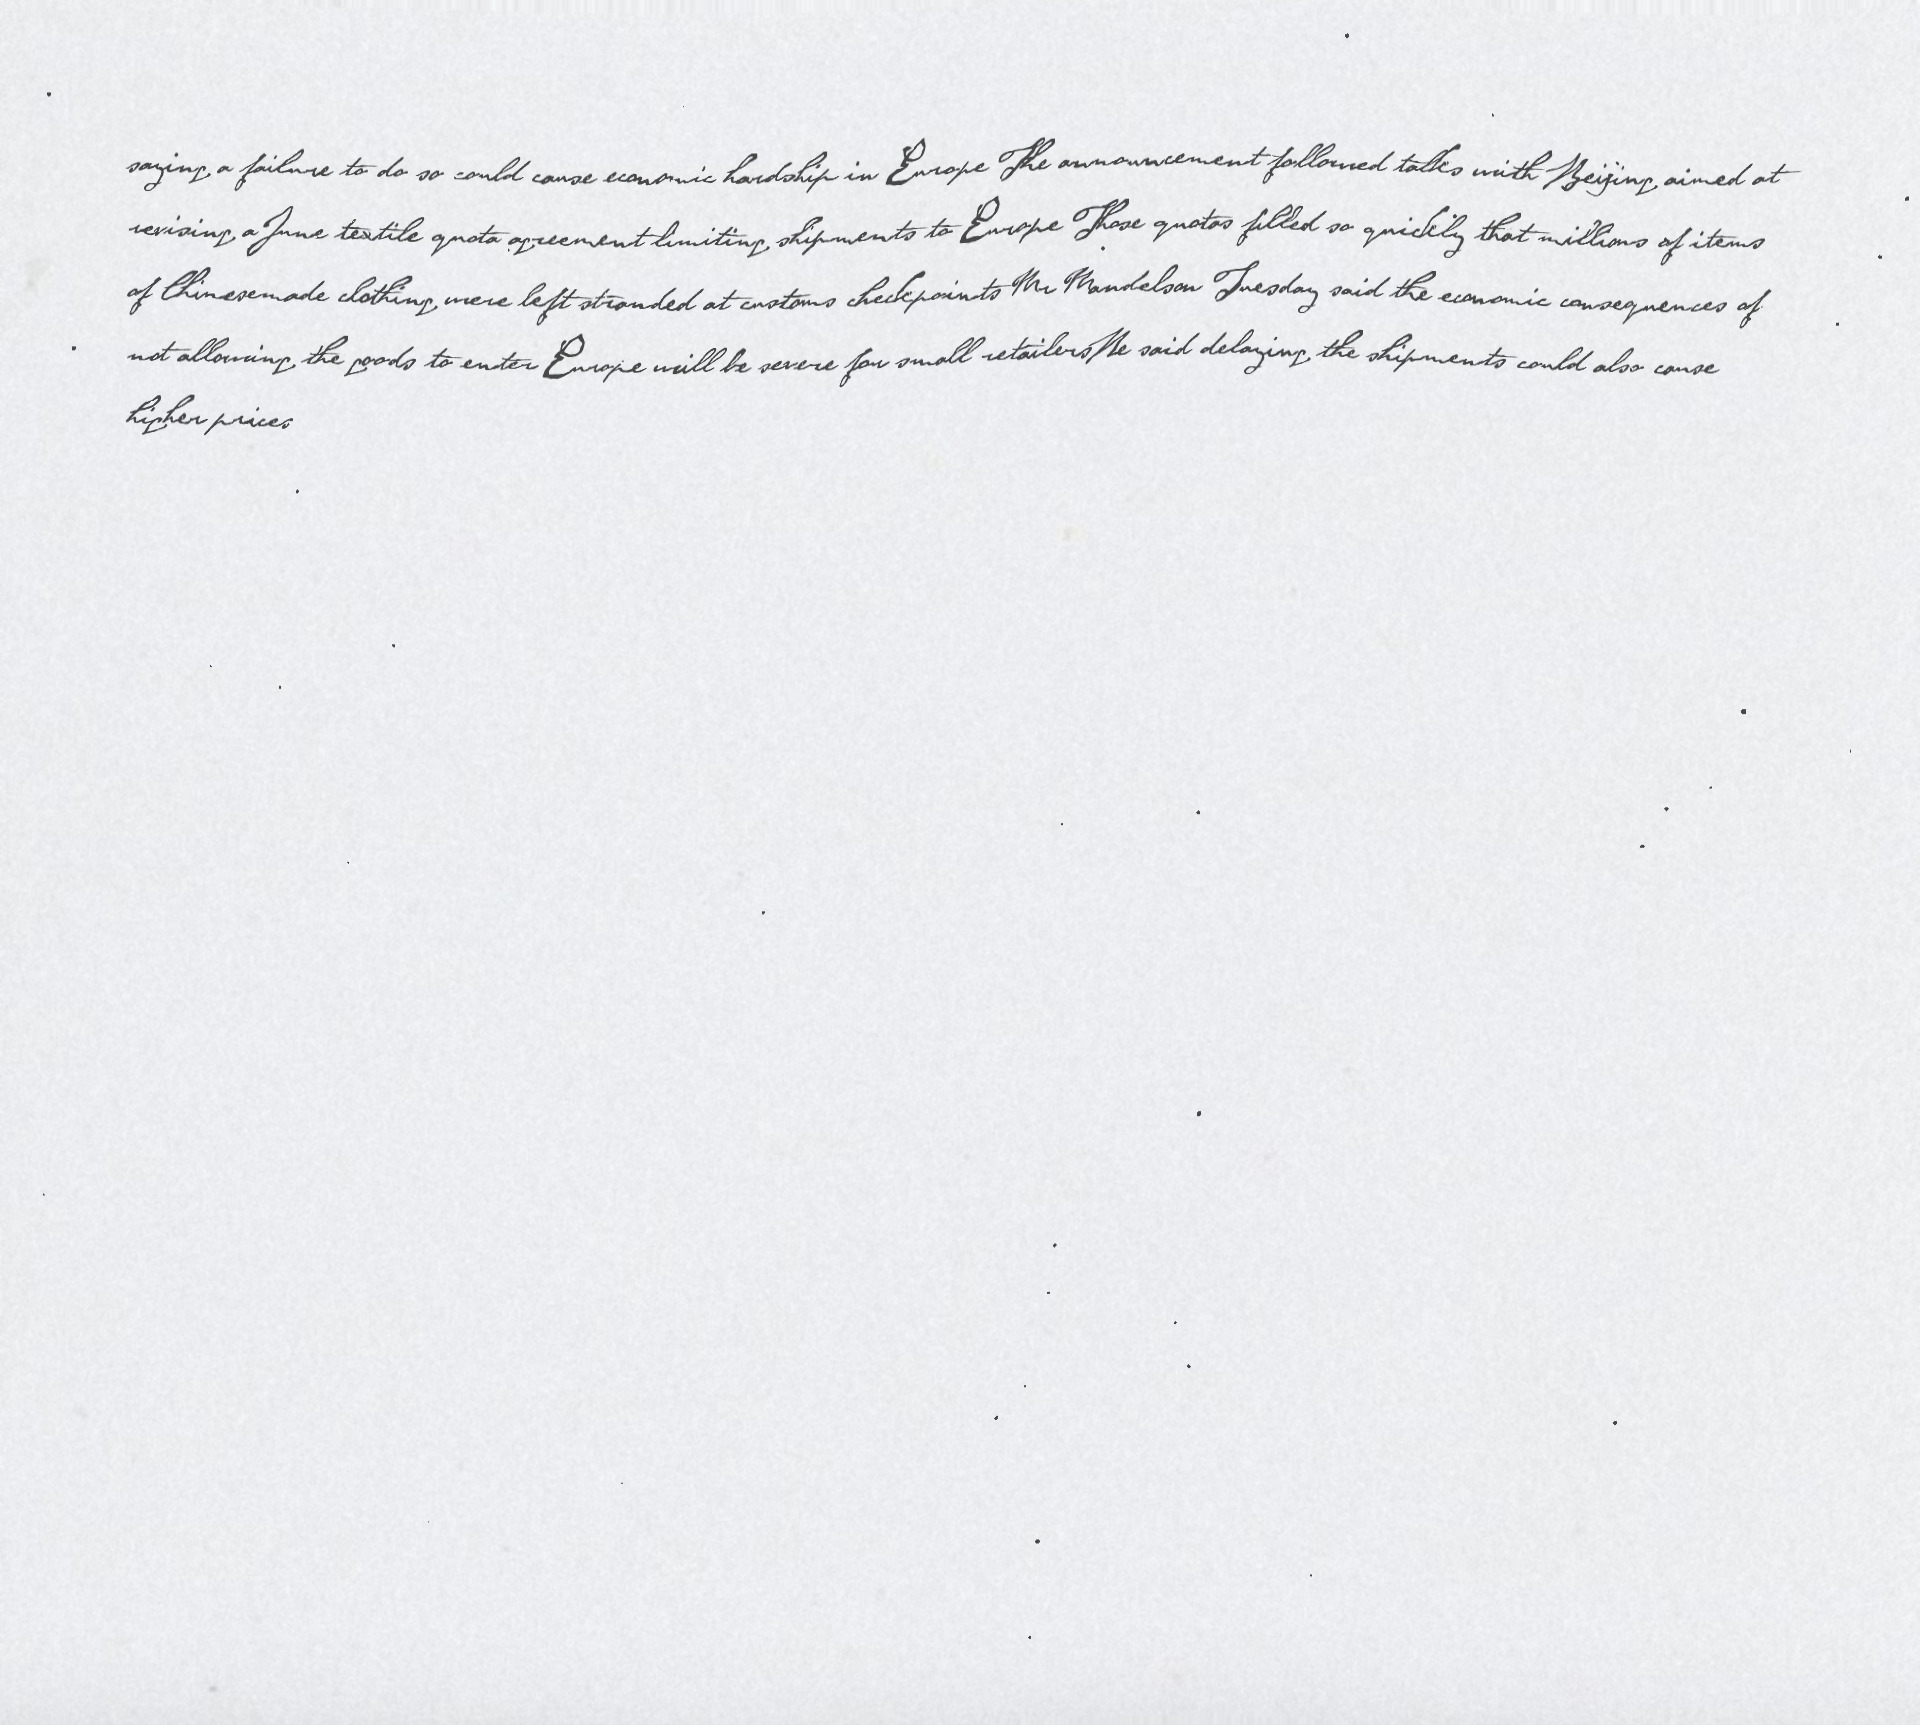 saying a failure to do so could cause economic hardship in Europe The announcement followed talks with Beijing aimed at
revising a June textile quota agreement limiting shipments to Europe Those quotas filled so quickily that millions of items
of Chinesemade clothing were left stranded at customs checkpoints Mr Mandelson Tuesday said the economic consequences of
not allowing the goods to enter Europe will be severe for small retailersHe said delaying the shipments could also cause
higher prices